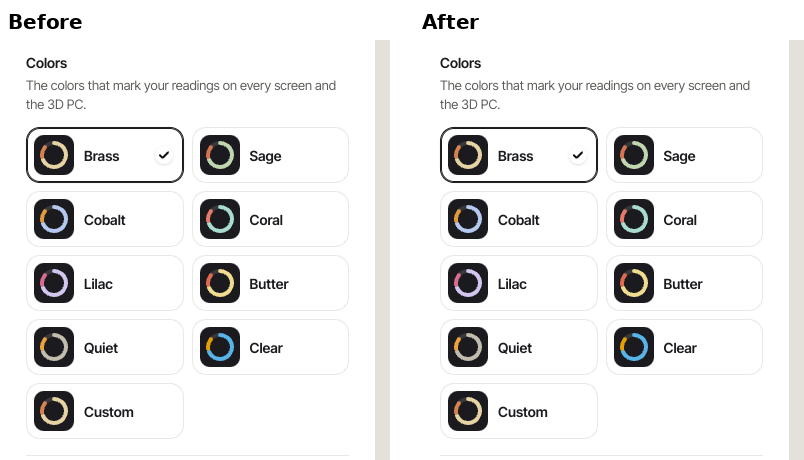 Before
Colors
The colors that mark your readings on every screen and
the 3D PC.
Brass
Sage
Cobalt
Coral
Lilac
Butter
Quiet
Clear
Custom
After
Colors
The colors that mark your readings on every screen and
the 3D PC.
Brass
Sage
Cobalt
Coral
Lilac
Butter
Quiet
Clear
Custom